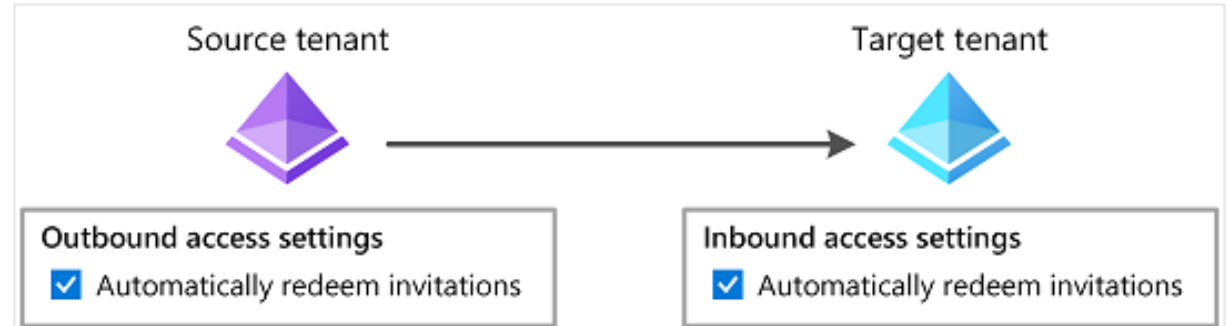 Source tenant
Target tenant
Outbound access settings
Automatically redeem invitations
Inbound access settings
Automatically redeem invitations